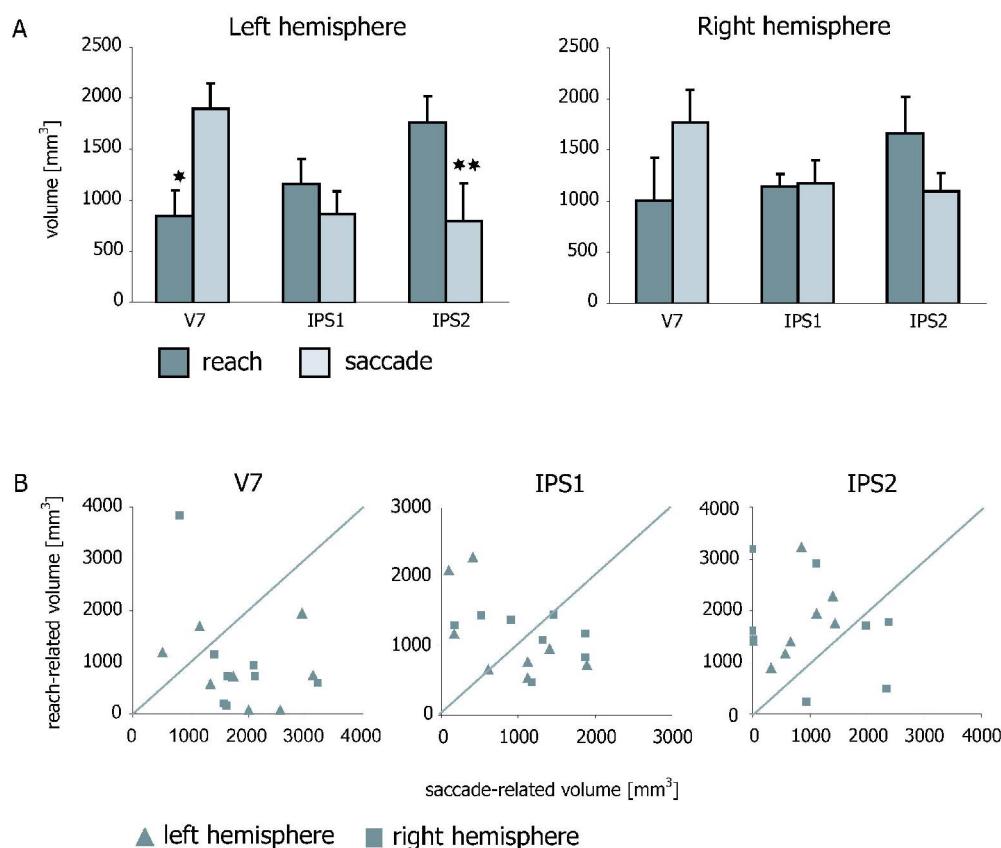 A
Left hemisphere
Right hemisphere
volume [mm³]
2500
2000
1500
1000
500
0
V7
IPS1
IPS2
2500
2000
1500
1000
500
0
V7
IPS1
IPS2
reach
saccade
B
V7
IPS1
IPS2
reach-related volume [mm³]
4000
3000
2000
1000
0
0
1000
2000
3000
4000
3000
2000
1000
0
0
1000
2000
3000
4000
3000
2000
1000
0
0
1000
2000
3000
4000
saccade-related volume [mm³]
left hemisphere
right hemisphere